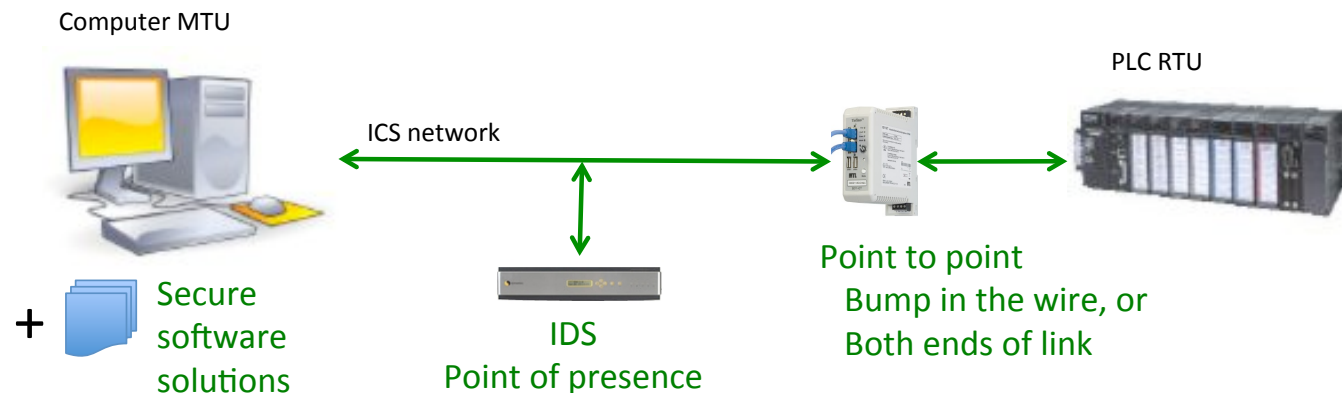 Computer MTU
PLC RTU
ICS network
+
Secure
software
solutions
IDS
Point of presence
Point to point
Bump in the wire, or
Both ends of link